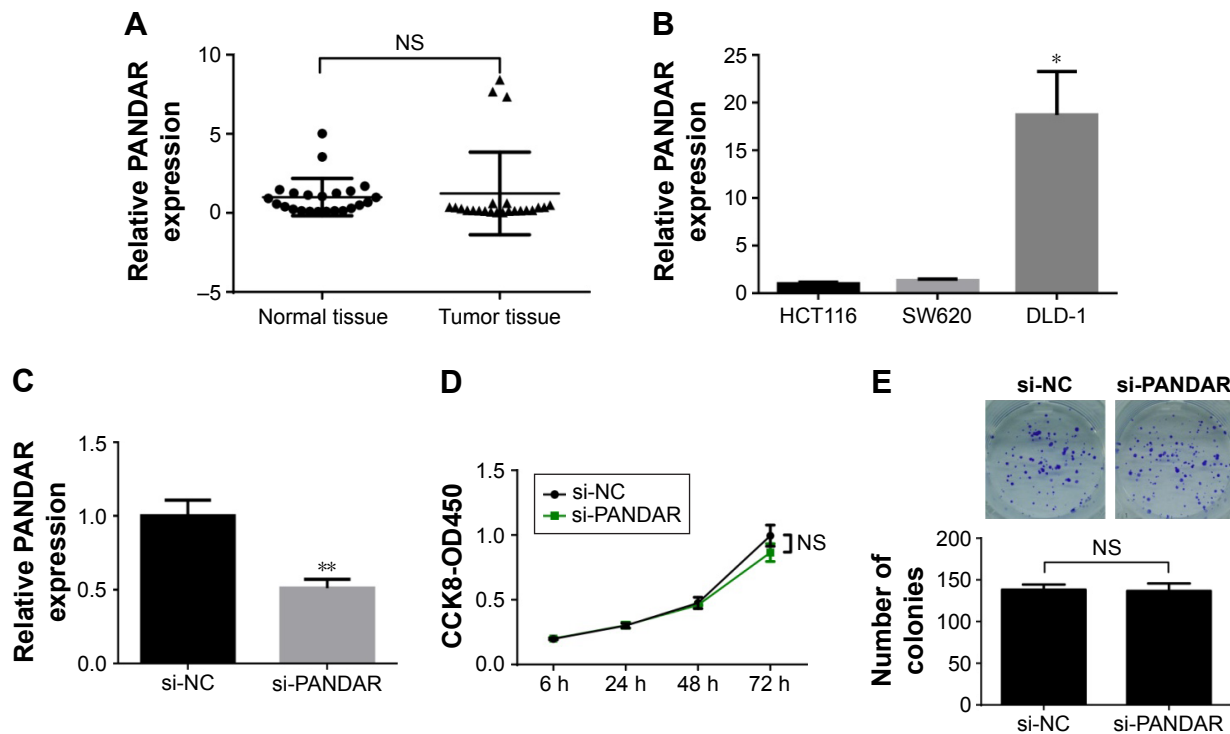 A
Relative PANDAR
expression
10
5
0
–5
NS
Normal tissue
Tumor tissue
B
Relative PANDAR
expression
25
20
15
10
5
0
*
HCT116
SW620
DLD-1
C
Relative PANDAR
expression
1.5
1.0
0.5
0.0
**
si-NC
si-PANDAR
D
CCK8-OD450
1.5
1.0
0.5
0.0
si-NC
si-PANDAR
NS
6 h
24 h
48 h
72 h
E
si-NC
si-PANDAR
Number of
colonies
200
150
100
50
0
NS
si-NC
si-PANDAR